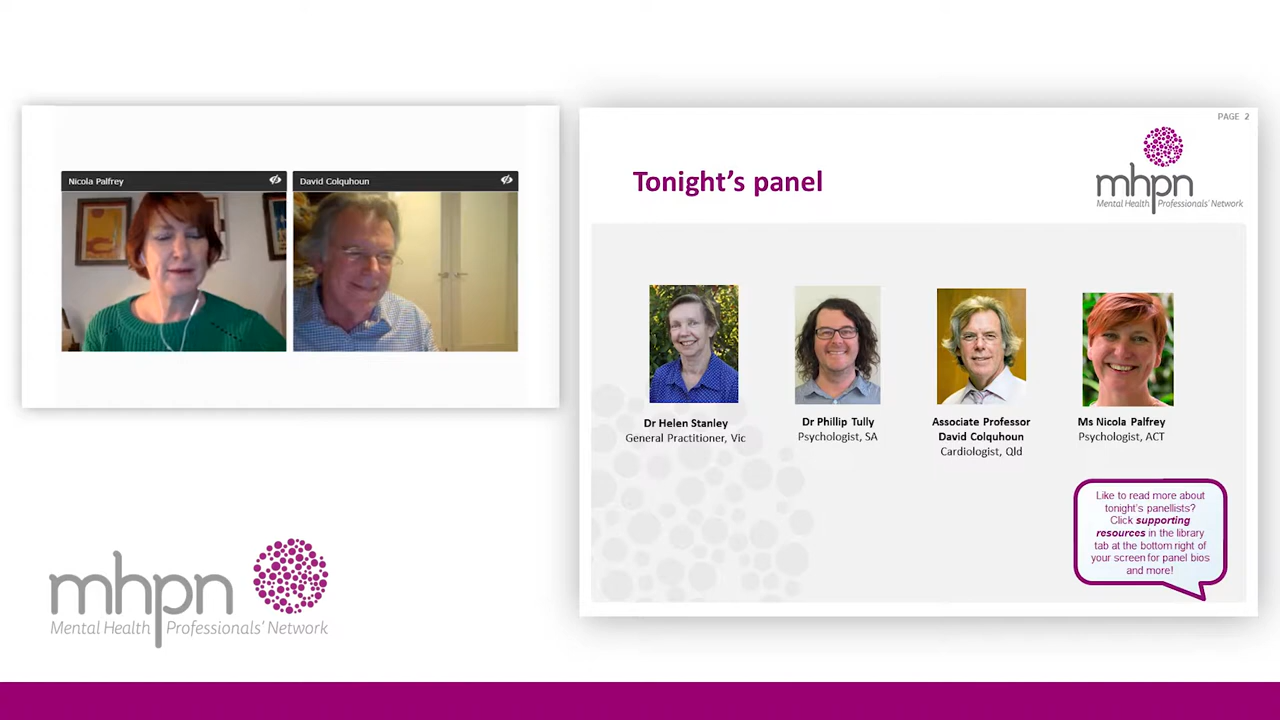 Nicola Palfrey
David Colquhoun
mhpn
Mental Health Professionals' Network
PAGE 2
Tonight's panel
mhpn
Mental Health Professionals' Network
Dr Helen Stanley
General Practitioner, Vic
Dr Phillip Tully
Psychologist, SA
Associate Professor
David Colquhoun
Cardiologist, Qld
Ms Nicola Palfrey
Psychologist, ACT
Like to read more about
tonight's panellists?
Click supporting
resources in the library
tab at the bottom right of
your screen for panel bios
and more!